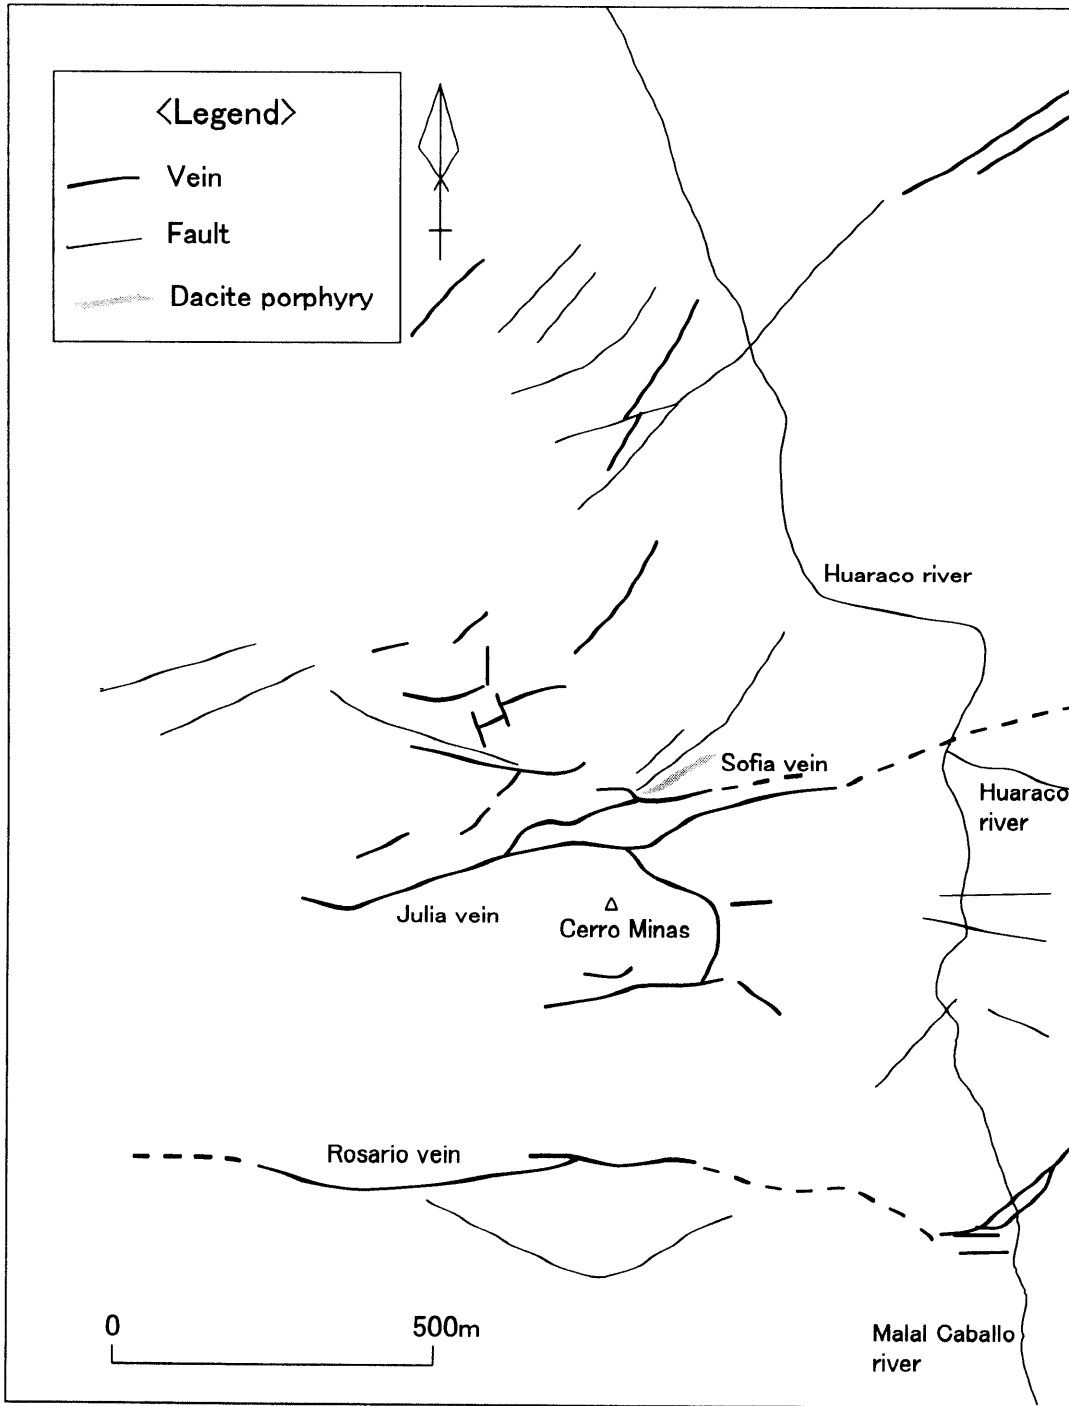 <Legend>
Vein
Fault
Dacite porphyry
Huaraco river
Sofia vein
Huaraco
river
Julia vein
Cerro Minas
Rosario vein
0 500m
Malal Caballo
river